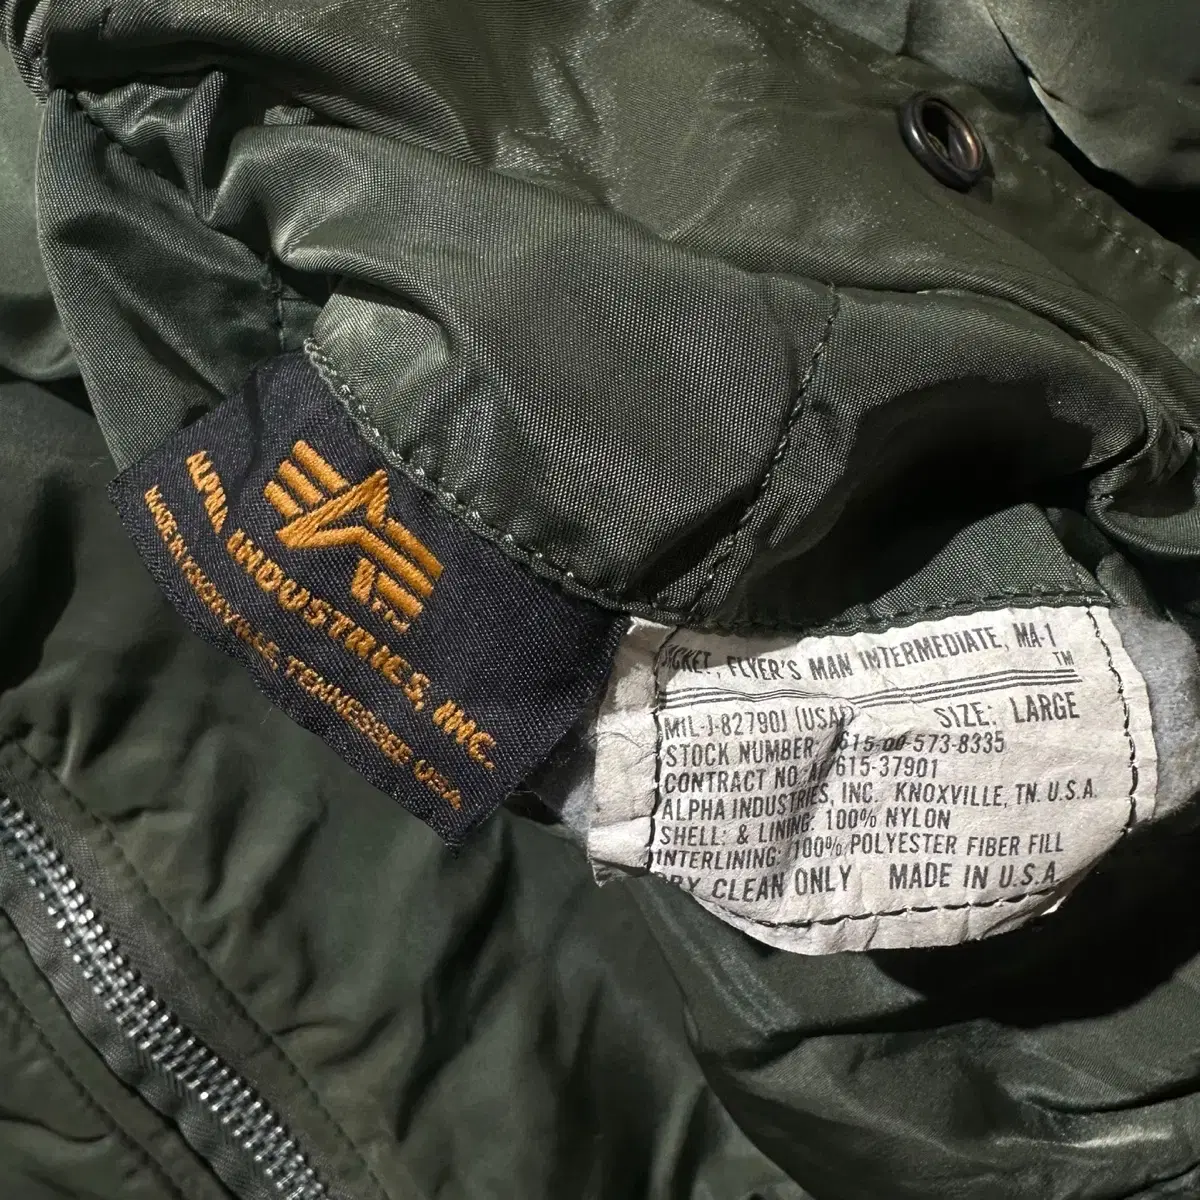 ALPHA INDUSTRIES, INC.
MADE IN KNOXVILLE, TENNESSEE USA
JACKET, FLYER'S MAN INTERMEDIATE, MA-1
TM
MIL-J-82790J (USAF) SIZE: LARGE
STOCK NUMBER: 615-00-573-8335
CONTRACT NO. 615-37901
ALPHA INDUSTRIES, INC. KNOXVILLE, TN. U.S.A.
SHELL: & LINING: 100% NYLON
INTERLINING: 100% POLYESTER FIBER FILL
DRY CLEAN ONLY MADE IN U.S.A.